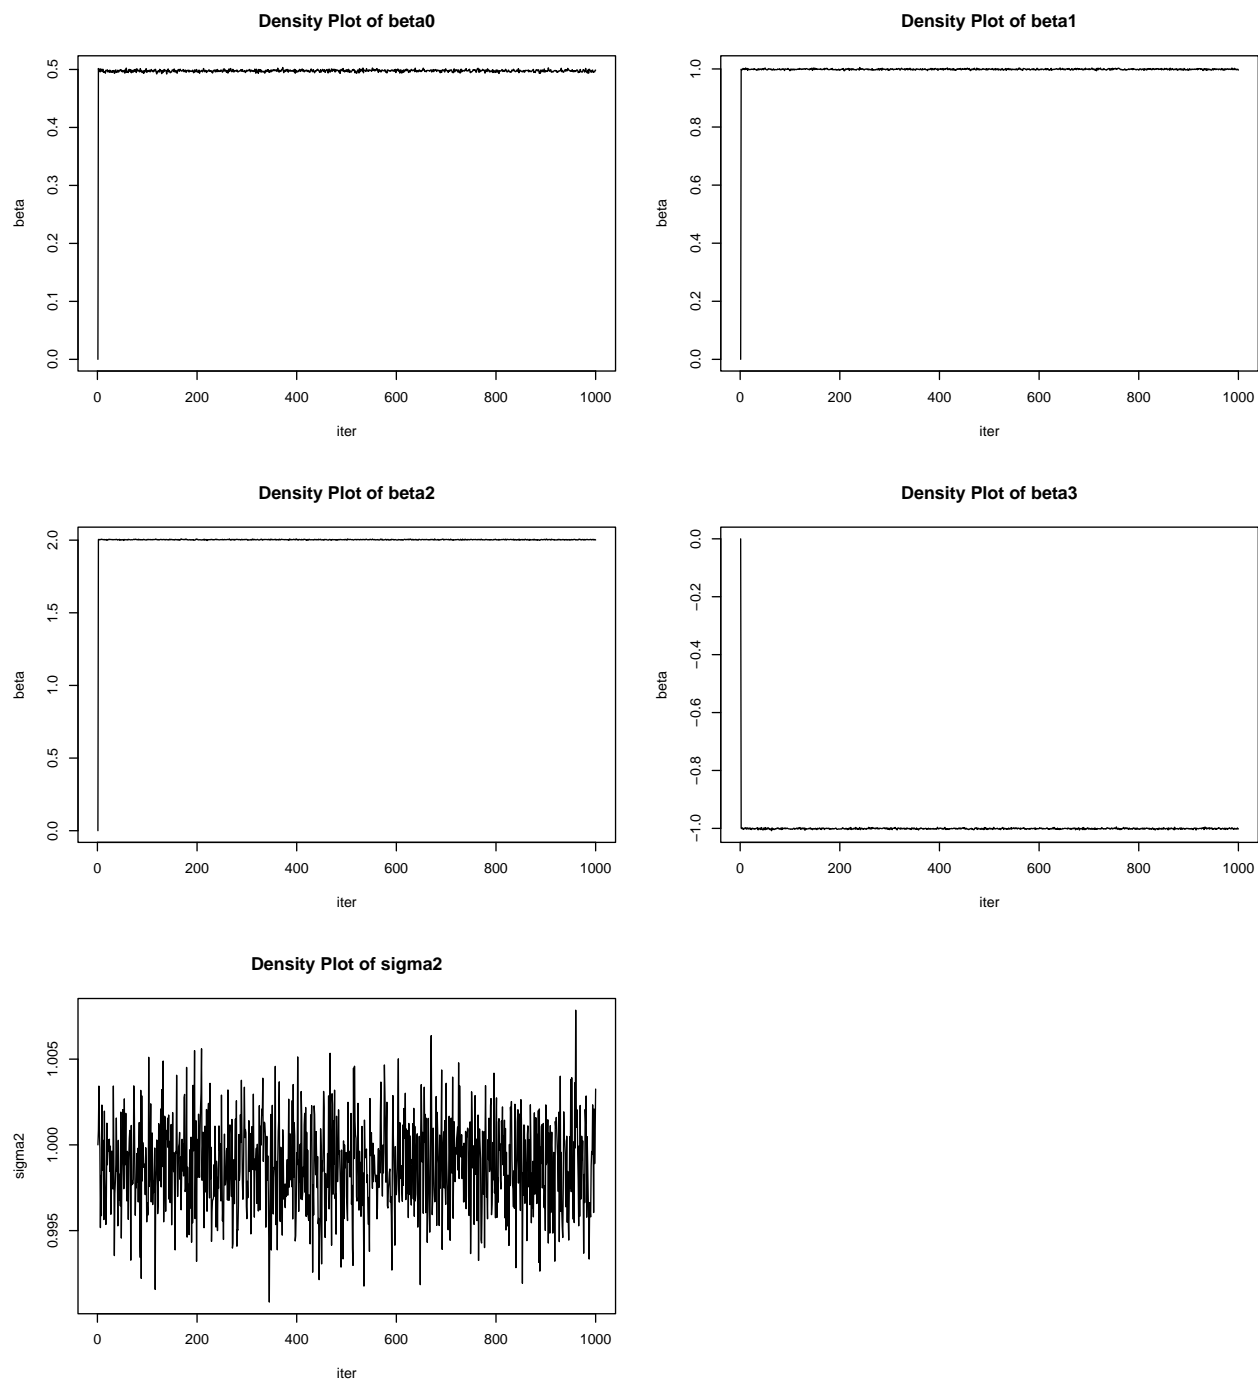 Density Plot of beta0
beta
0.0 0.1 0.2 0.3 0.4 0.5
0 200 400 600 800 1000
iter
Density Plot of beta1
beta
0.0 0.2 0.4 0.6 0.8 1.0
0 200 400 600 800 1000
iter
Density Plot of beta2
beta
0.0 0.5 1.0 1.5 2.0
0 200 400 600 800 1000
iter
Density Plot of beta3
beta
−1.0 −0.8 −0.6 −0.4 −0.2 0.0
0 200 400 600 800 1000
iter
Density Plot of sigma2
sigma2
0.995 1.000 1.005
0 200 400 600 800 1000
iter